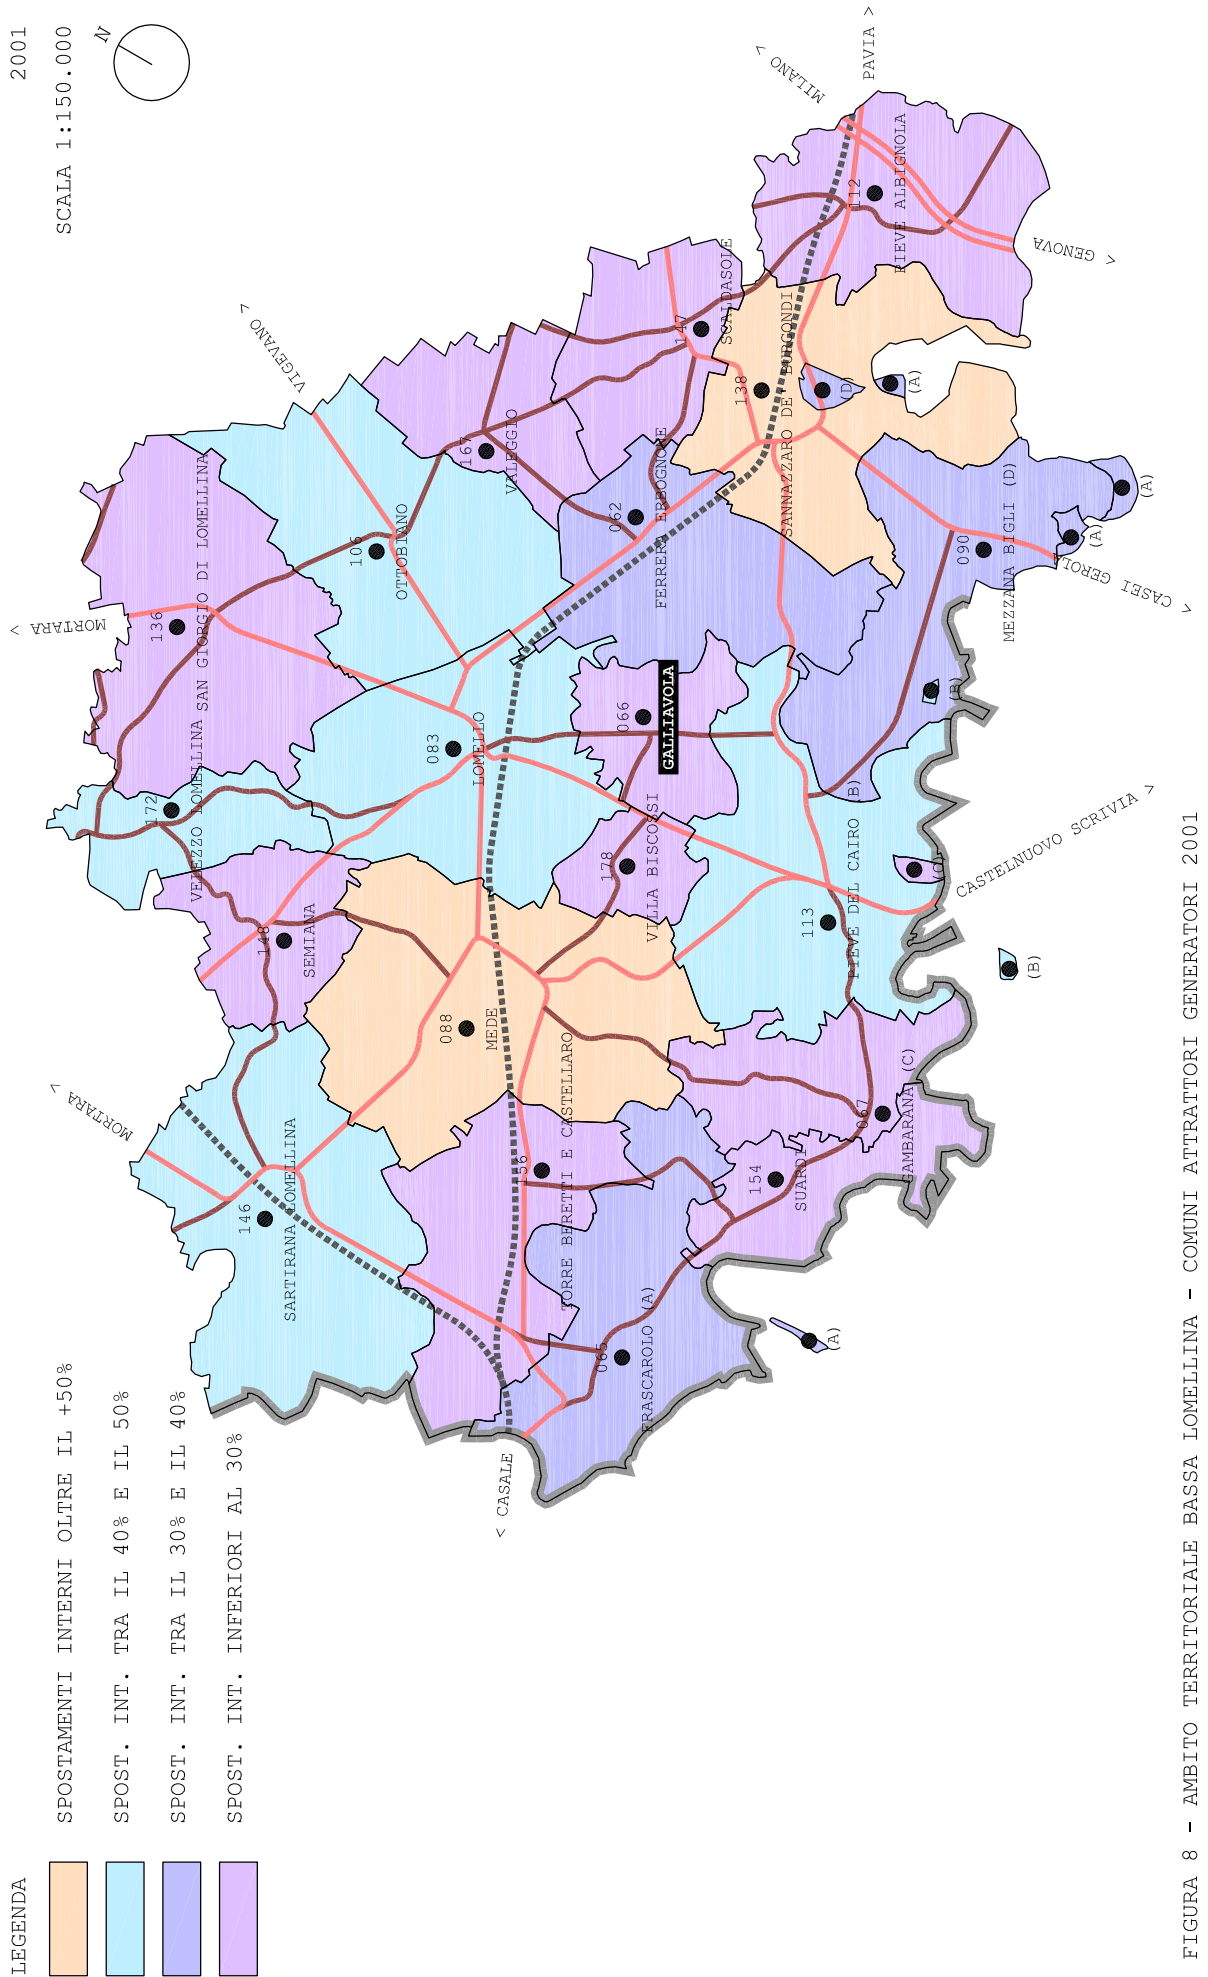 2001
SCALA 1:150.000
N
LEGENDA
SPOSTAMENTI INTERNI OLTRE IL +50%
SPOST. INT. TRA IL 40% E IL 50%
SPOST. INT. TRA IL 30% E IL 40%
SPOST. INT. INFERIORI AL 30%
< CASALE
MORTARA >
MORTARA >
VIGEVANO >
MILANO >
PAVIA >
GENOVA >
CASEI GEROLA >
CASTELNUOVO SCRIVIA >
146
SARTIRANA LOMELLINA
148
SEMIANA
172
VELEZZO LOMELLINA
136
SAN GIORGIO DI LOMELLINA
106
OTTOBIANO
167
VALEGGIO
147
SCALDASOLE
112
PIEVE ALBIGNOLA
138
SANNAZZARO DE' BURGONDI
062
FERRERA ERBOGNONE
083
LOMELLO
066
GALLIAVOLA
088
MEDE
178
VILLA BISCOSSI
156
TORRE BERETTI E CASTELLARO
065
FRASCAROLO (A)
154
SUARDI
067
GAMBARANA (C)
113
PIEVE DEL CAIRO (B)
090
MEZZANA BIGLI (D)
(D)
(A)
(A)
(A)
(B)
(C)
(B)
(A)
FIGURA 8 - AMBITO TERRITORIALE BASSA LOMELLINA - COMUNI ATTRATTORI GENERATORI 2001